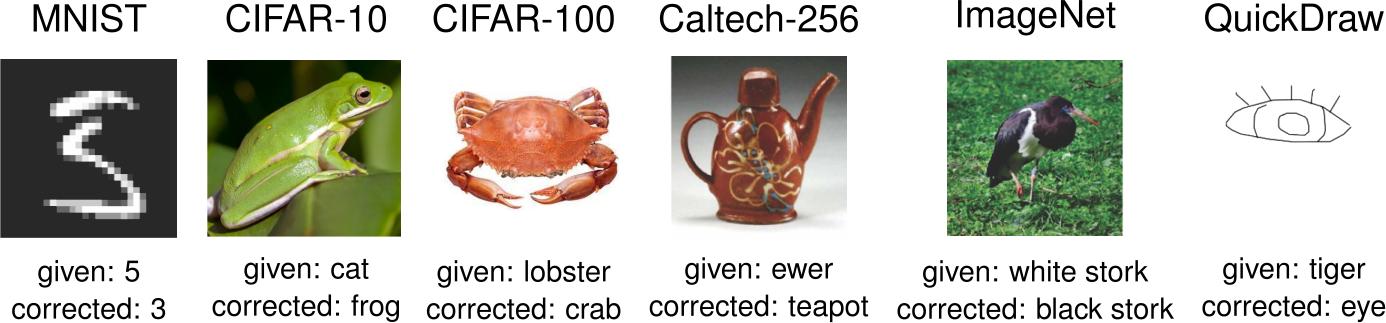 MNIST
given: 5
corrected: 3
CIFAR-10
given: cat
corrected: frog
CIFAR-100
given: lobster
corrected: crab
Caltech-256
given: ewer
corrected: teapot
ImageNet
given: white stork
corrected: black stork
QuickDraw
given: tiger
corrected: eye